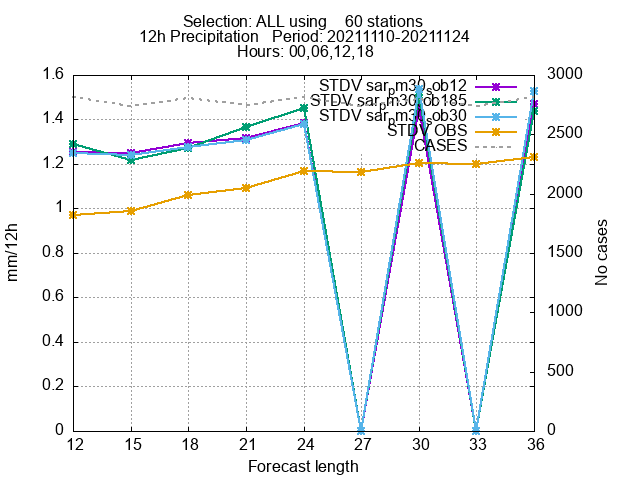 Selection: ALL using    60 stations
12h Precipitation   Period: 20211110-20211124
Hours: 00,06,12,18
1.6
1.4
1.2
1
0.8
0.6
0.4
0.2
0
mm/12h
STDV sar_pm30_sob12
STDV sar_pm30_sob185
STDV sar_pm30_sob30
STDV OBS
CASES
3000
2500
2000
1500
1000
500
0
No cases
12 15 18 21 24 27 30 33 36
Forecast length